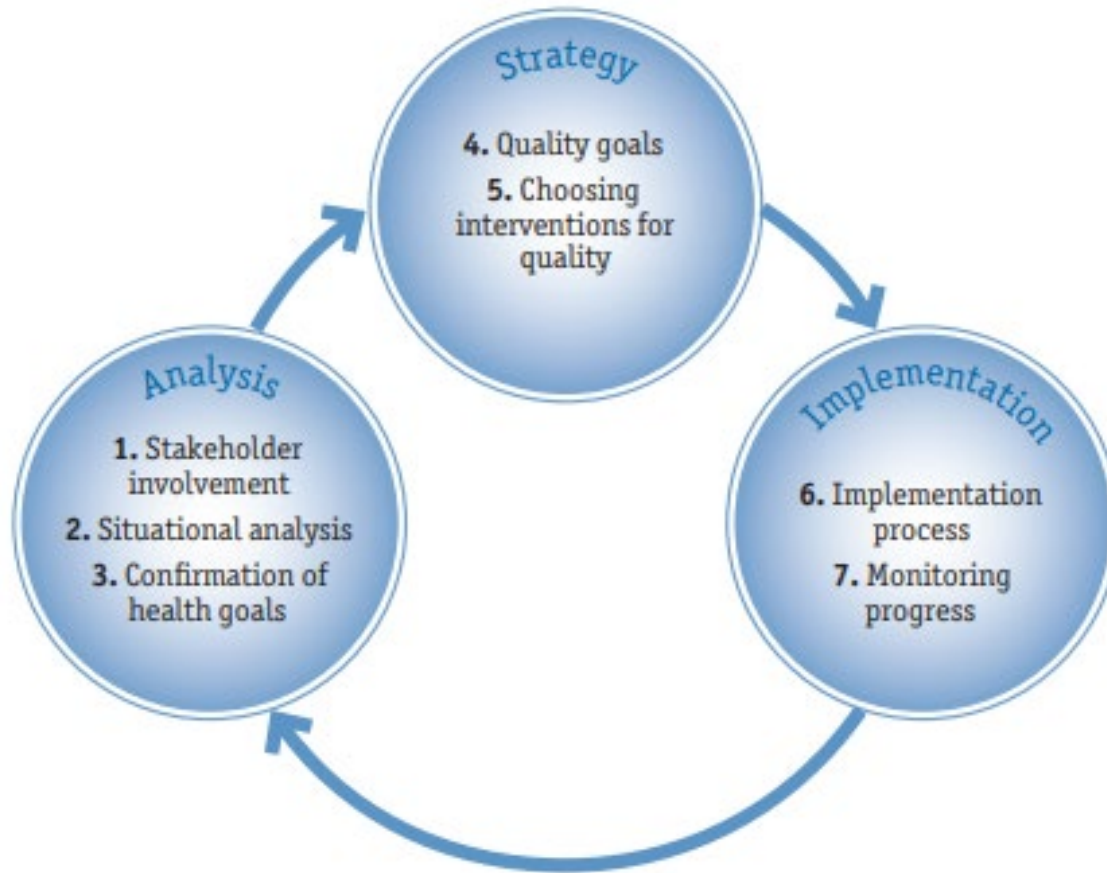 Strategy
4. Quality goals
5. Choosing
interventions for
quality
Analysis
1. Stakeholder
involvement
2. Situational analysis
3. Confirmation of
health goals
Implementation
6. Implementation
process
7. Monitoring
progress